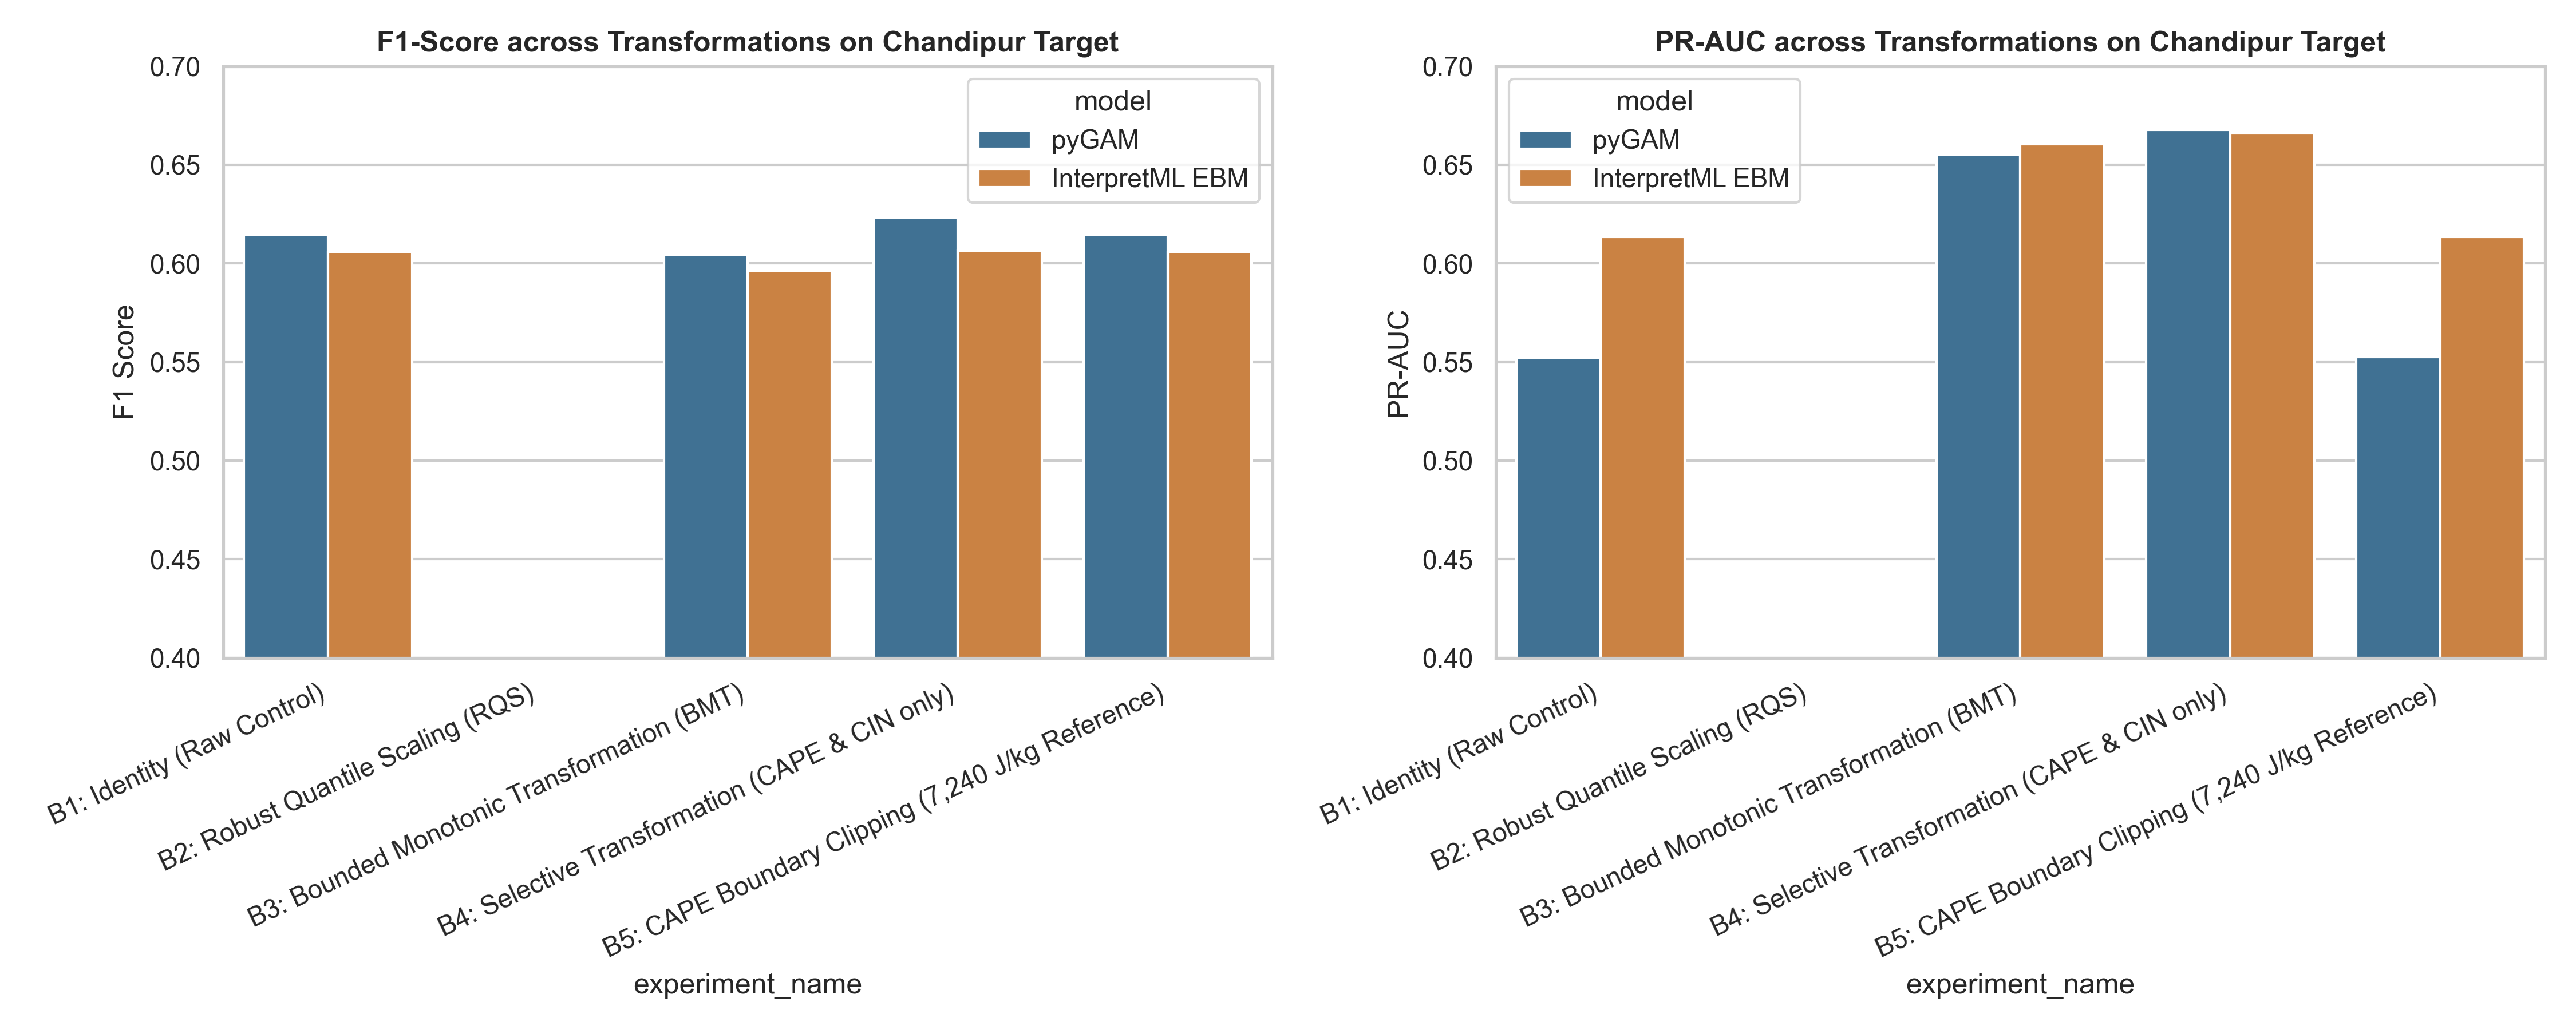 F1-Score across Transformations on Chandipur Target
0.70
0.65
0.60
0.55
0.50
0.45
0.40
F1 Score
model
pyGAM
InterpretML EBM
B1: Identity (Raw Control)
B2: Robust Quantile Scaling (RQS)
B3: Bounded Monotonic Transformation (BMT)
B4: Selective Transformation (CAPE & CIN only)
B5: CAPE Boundary Clipping (7,240 J/kg Reference)
experiment_name
PR-AUC across Transformations on Chandipur Target
0.70
0.65
0.60
0.55
0.50
0.45
0.40
PR-AUC
model
pyGAM
InterpretML EBM
B1: Identity (Raw Control)
B2: Robust Quantile Scaling (RQS)
B3: Bounded Monotonic Transformation (BMT)
B4: Selective Transformation (CAPE & CIN only)
B5: CAPE Boundary Clipping (7,240 J/kg Reference)
experiment_name